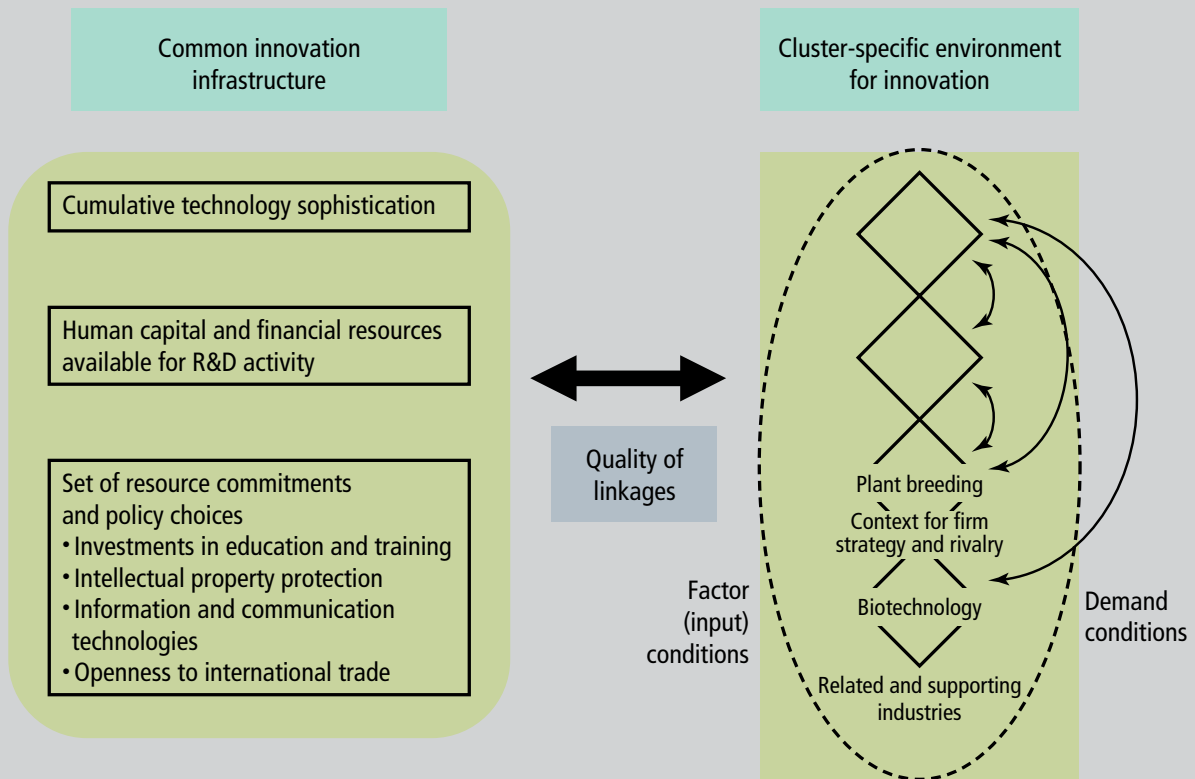 Common innovation
infrastructure
Cluster-specific environment
for innovation
Cumulative technology sophistication
Human capital and financial resources
available for R&D activity
Set of resource commitments
and policy choices
• Investments in education and training
• Intellectual property protection
• Information and communication
technologies
• Openness to international trade
Quality of
linkages
Factor
(input)
conditions
Plant breeding
Context for firm
strategy and rivalry
Biotechnology
Related and supporting
industries
Demand
conditions